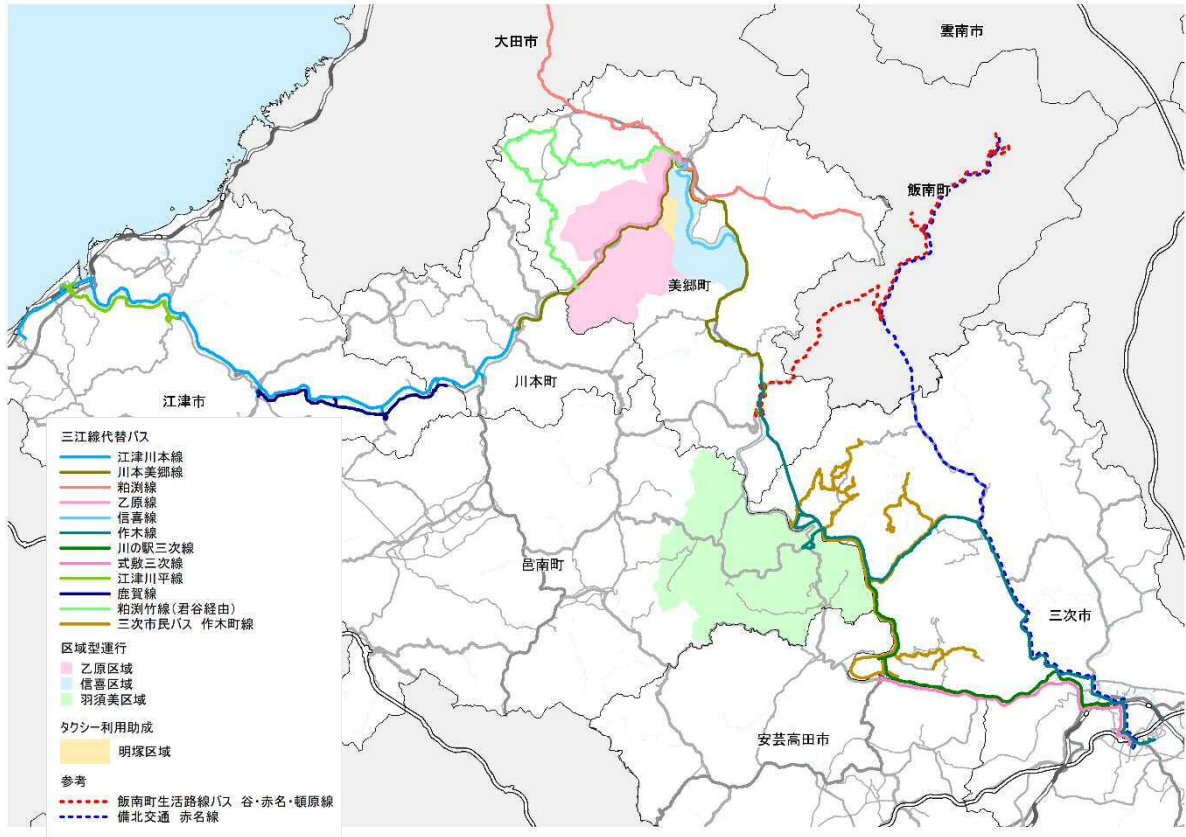 大田市
雲南市
飯南町
美郷町
川本町
江津市
邑南町
三次市
安芸高田市
三江線代替バス
江津川本線
川本美郷線
粕渕線
乙原線
信喜線
作木線
川の駅三次線
式敷三次線
江津川平線
鹿賀線
粕渕竹線(君谷経由)
三次市民バス 作木町線
区域型運行
乙原区域
信喜区域
羽須美区域
タクシー利用助成
明塚区域
参考
飯南町生活路線バス 谷・赤名・頓原線
備北交通 赤名線